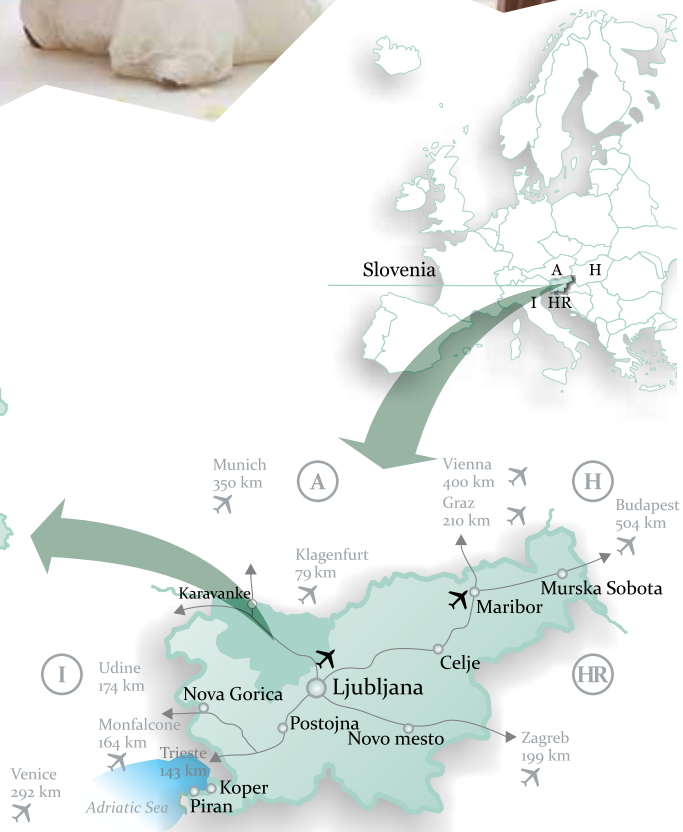 Slovenia
A
H
I
HR
Munich
350 km
A
Vienna
400 km
Graz
210 km
H
Budapest
504 km
Klagenfurt
79 km
Karavanke
Murska Sobota
Maribor
Celje
I
Udine
174 km
HR
Nova Gorica
Ljubljana
Monfalcone
164 km
Postojna
Novo mesto
Trieste
143 km
Zagreb
199 km
Venice
292 km
Koper
Adriatic Sea
Piran